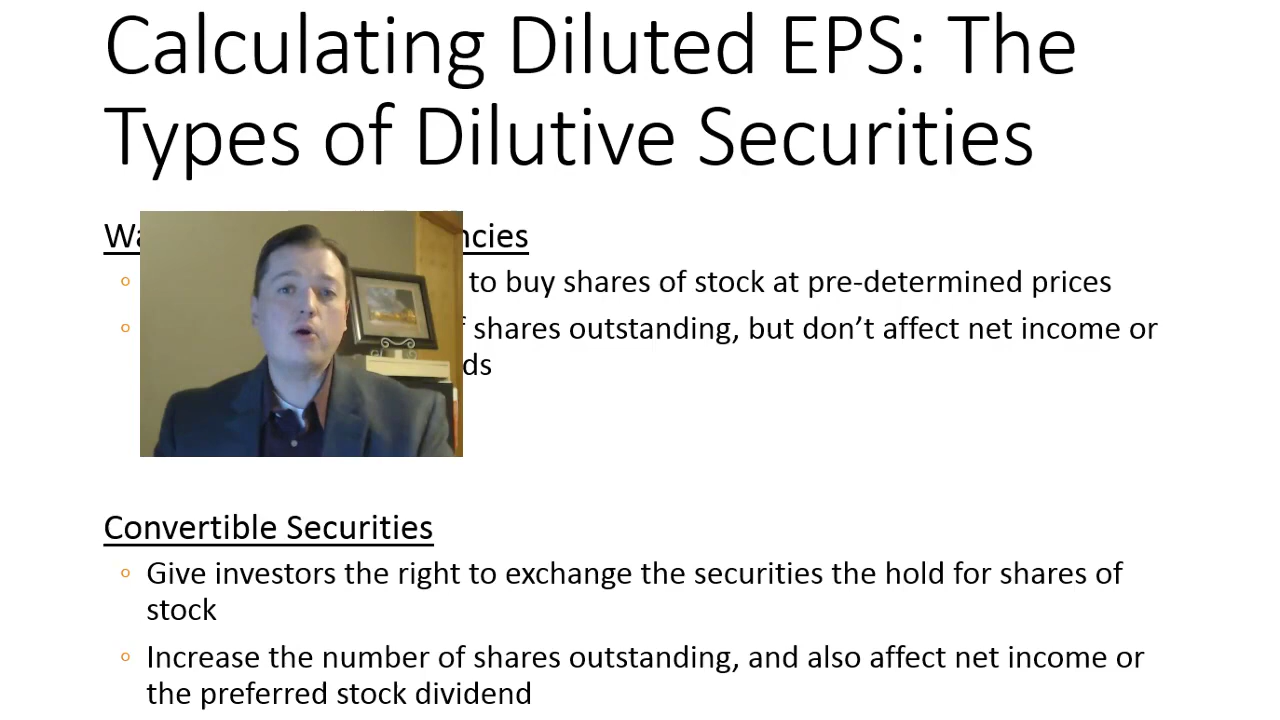 Calculating Diluted EPS: The
Types of Dilutive Securities
to buy shares of stock at pre-determined prices
shares outstanding, but don’t affect net income or
Convertible Securities
Give investors the right to exchange the securities the hold for shares of
stock
Increase the number of shares outstanding, and also affect net income or
the preferred stock dividend